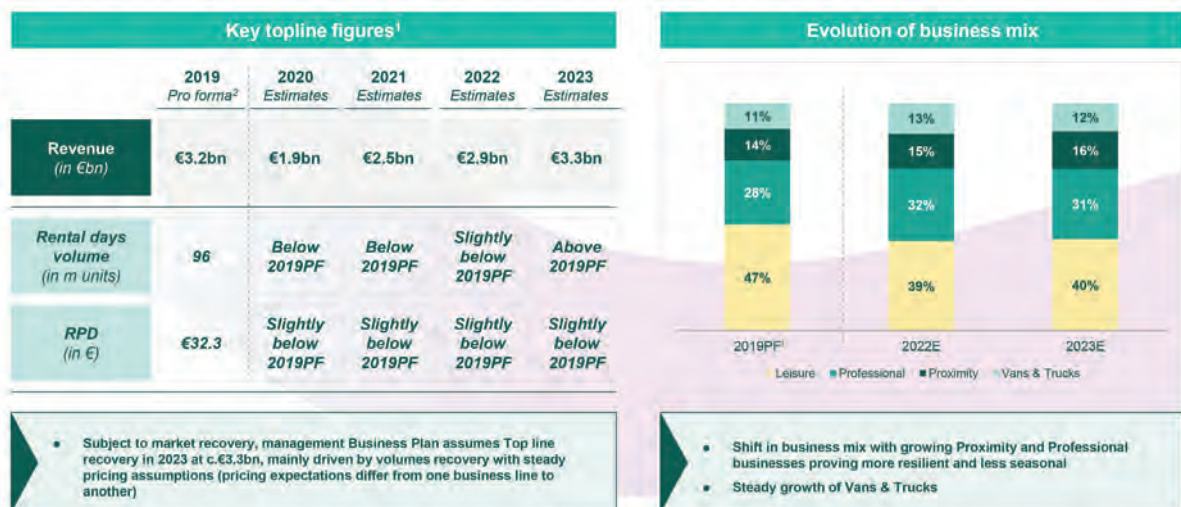 Key topline figures¹
2019
Pro forma²
2020
Estimates
2021
Estimates
2022
Estimates
2023
Estimates
Revenue
(in €bn)
€3.2bn
€1.9bn
€2.5bn
€2.9bn
€3.3bn
Rental days
volume
(in m units)
96
Below
2019PF
Below
2019PF
Slightly
below
2019PF
Above
2019PF
RPD
(in €)
€32.3
Slightly
below
2019PF
Slightly
below
2019PF
Slightly
below
2019PF
Slightly
below
2019PF
• Subject to market recovery, management Business Plan assumes Top line
recovery in 2023 at c.€3.3bn, mainly driven by volumes recovery with steady
pricing assumptions (pricing expectations differ from one business line to
another)
Evolution of business mix
11%
14%
28%
47%
13%
15%
32%
39%
12%
16%
31%
40%
2019PF¹
2022E
2023E
Leisure
Professional
Proximity
Vans & Trucks
• Shift in business mix with growing Proximity and Professional
businesses proving more resilient and less seasonal
• Steady growth of Vans & Trucks